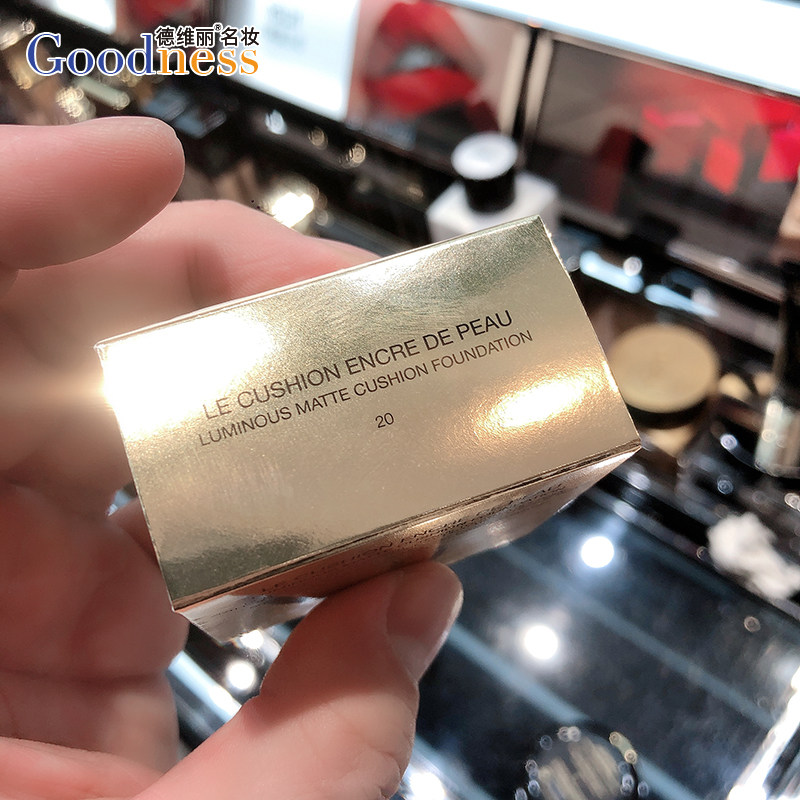 德维丽®名妆
Goodness
LE CUSHION ENCRE DE PEAU
LUMINOUS MATTE CUSHION FOUNDATION
20